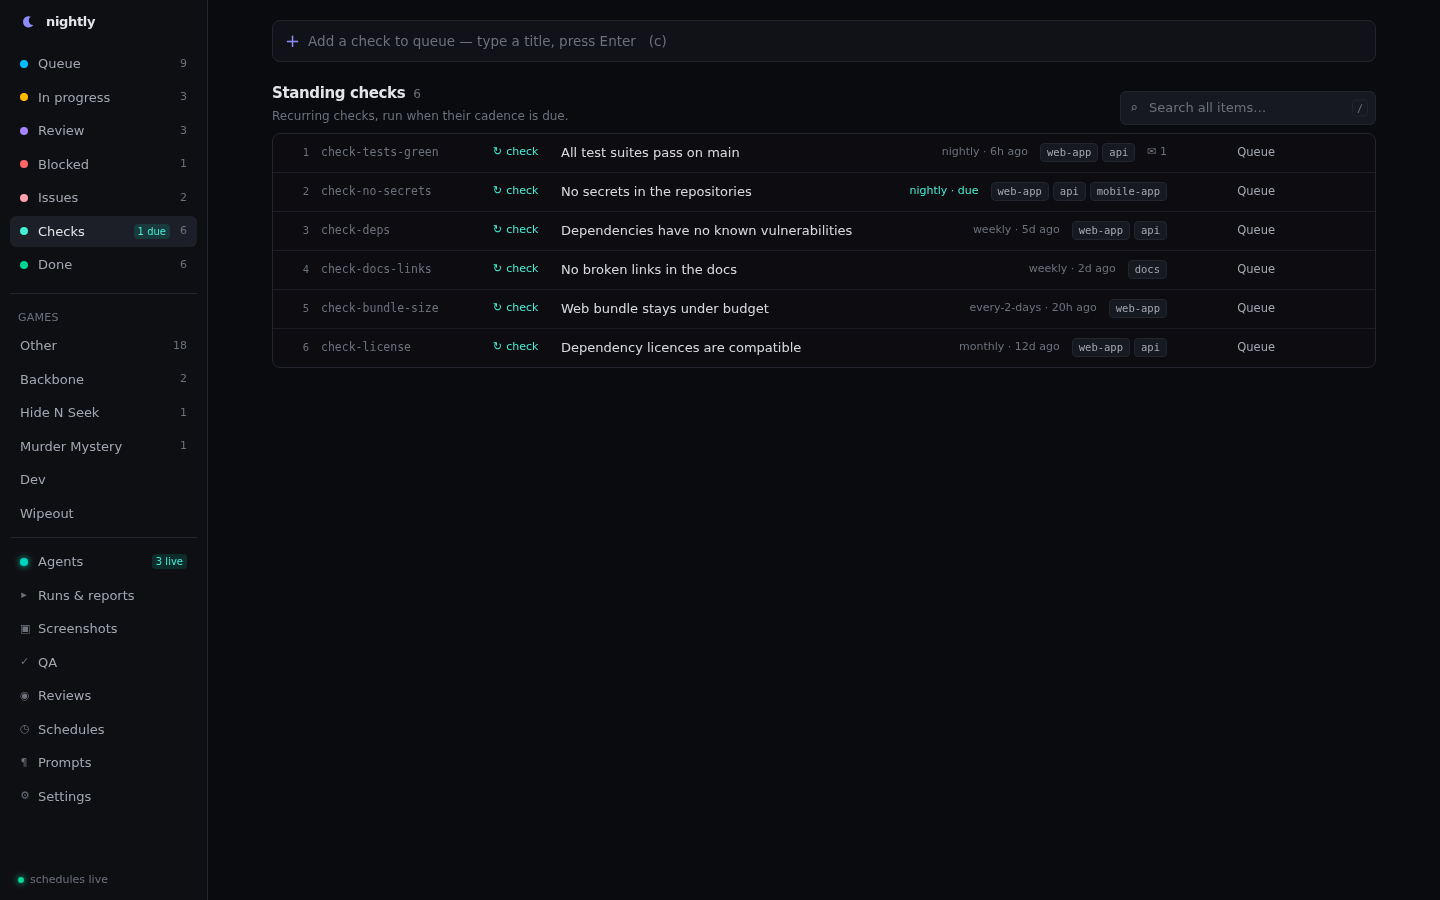 nightly
Queue 9
In progress 3
Review 3
Blocked 1
Issues 2
Checks 1 due 6
Done 6
GAMES
Other 18
Backbone 2
Hide N Seek 1
Murder Mystery 1
Dev
Wipeout
Agents 3 live
Runs & reports
Screenshots
QA
Reviews
Schedules
Prompts
Settings
schedules live
+ Add a check to queue — type a title, press Enter (c)
Standing checks 6
Recurring checks, run when their cadence is due.
Search all items… /
1 check-tests-green ↻ check All test suites pass on main nightly · 6h ago web-app api ✉ 1 Queue
2 check-no-secrets ↻ check No secrets in the repositories nightly · due web-app api mobile-app Queue
3 check-deps ↻ check Dependencies have no known vulnerabilities weekly · 5d ago web-app api Queue
4 check-docs-links ↻ check No broken links in the docs weekly · 2d ago docs Queue
5 check-bundle-size ↻ check Web bundle stays under budget every-2-days · 20h ago web-app Queue
6 check-license ↻ check Dependency licences are compatible monthly · 12d ago web-app api Queue